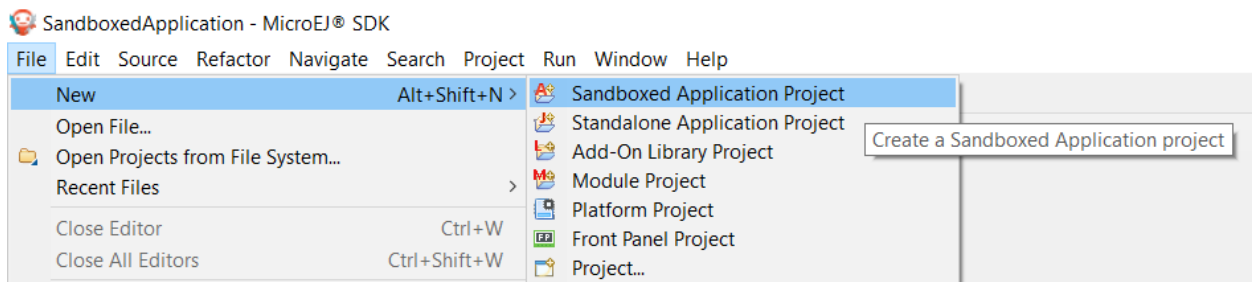 SandboxedApplication - MicroEJ® SDK
File Edit Source Refactor Navigate Search Project Run Window Help
New Alt+Shift+N >
Open File...
Open Projects from File System...
Recent Files >
Close Editor Ctrl+W
Close All Editors Ctrl+Shift+W
Sandboxed Application Project
Standalone Application Project
Add-On Library Project
Module Project
Platform Project
Front Panel Project
Project...
Create a Sandboxed Application project